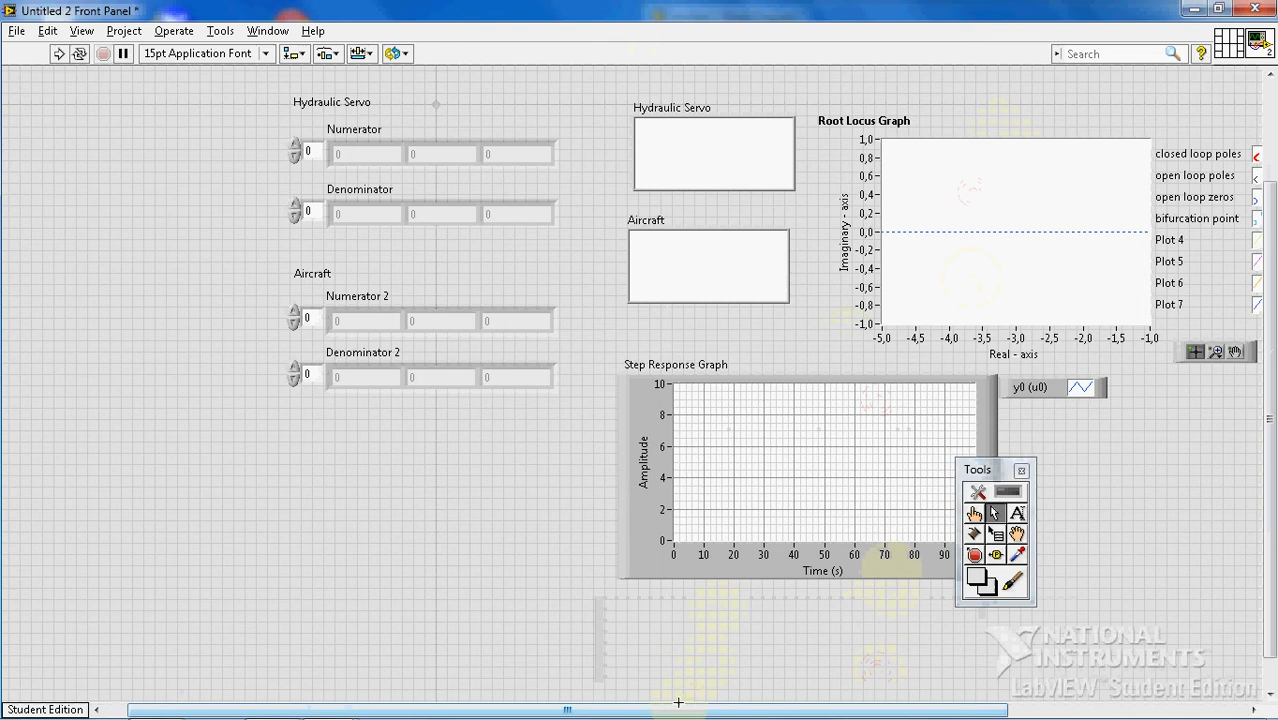 Untitled 2 Front Panel *
File Edit View Project Operate Tools Window Help
15pt Application Font
Search
2
Hydraulic Servo
Numerator
0 0 0 0
Denominator
0 0 0 0
Aircraft
Numerator 2
0 0 0 0
Denominator 2
0 0 0 0
Hydraulic Servo
Aircraft
Root Locus Graph
Imaginary - axis
1,0
0,8
0,6
0,4
0,2
0,0
-0,2
-0,4
-0,6
-0,8
-1,0
-5,0 -4,5 -4,0 -3,5 -3,0 -2,5 -2,0 -1,5 -1,0
Real - axis
closed loop poles
open loop poles
open loop zeros
bifurcation point
Plot 4
Plot 5
Plot 6
Plot 7
Step Response Graph
Amplitude
10
8
6
4
2
0
0 10 20 30 40 50 60 70 80 90
Time (s)
y0 (u0)
Tools
NATIONAL
INSTRUMENTS
LabVIEW Student Edition
Student Edition